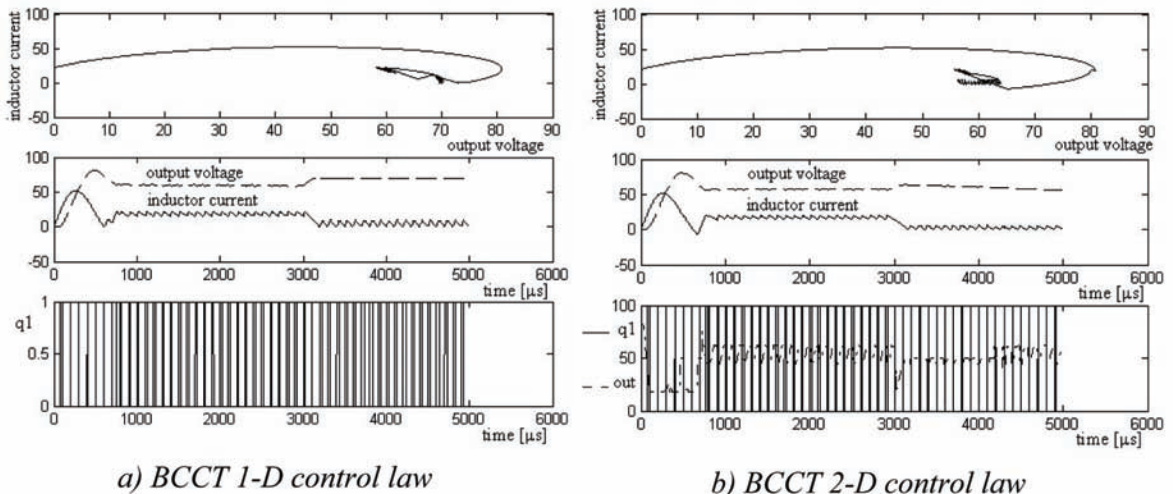 inductor current
100
50
0
-50
0 10 20 30 40 50 60 70 80 90
output voltage
100
50
0
-50
output voltage
inductor current
0 1000 2000 3000 4000 5000 6000
time [μs]
1
q1
0.5
0
0 1000 2000 3000 4000 5000 6000
time [μs]
a) BCCT 1-D control law
inductor current
100
50
0
-50
0 10 20 30 40 50 60 70 80 90
output voltage
100
50
0
-50
output voltage
inductor current
0 1000 2000 3000 4000 5000 6000
time [μs]
100
q1
50
out
0
0 1000 2000 3000 4000 5000 6000
time [μs]
b) BCCT 2-D control law